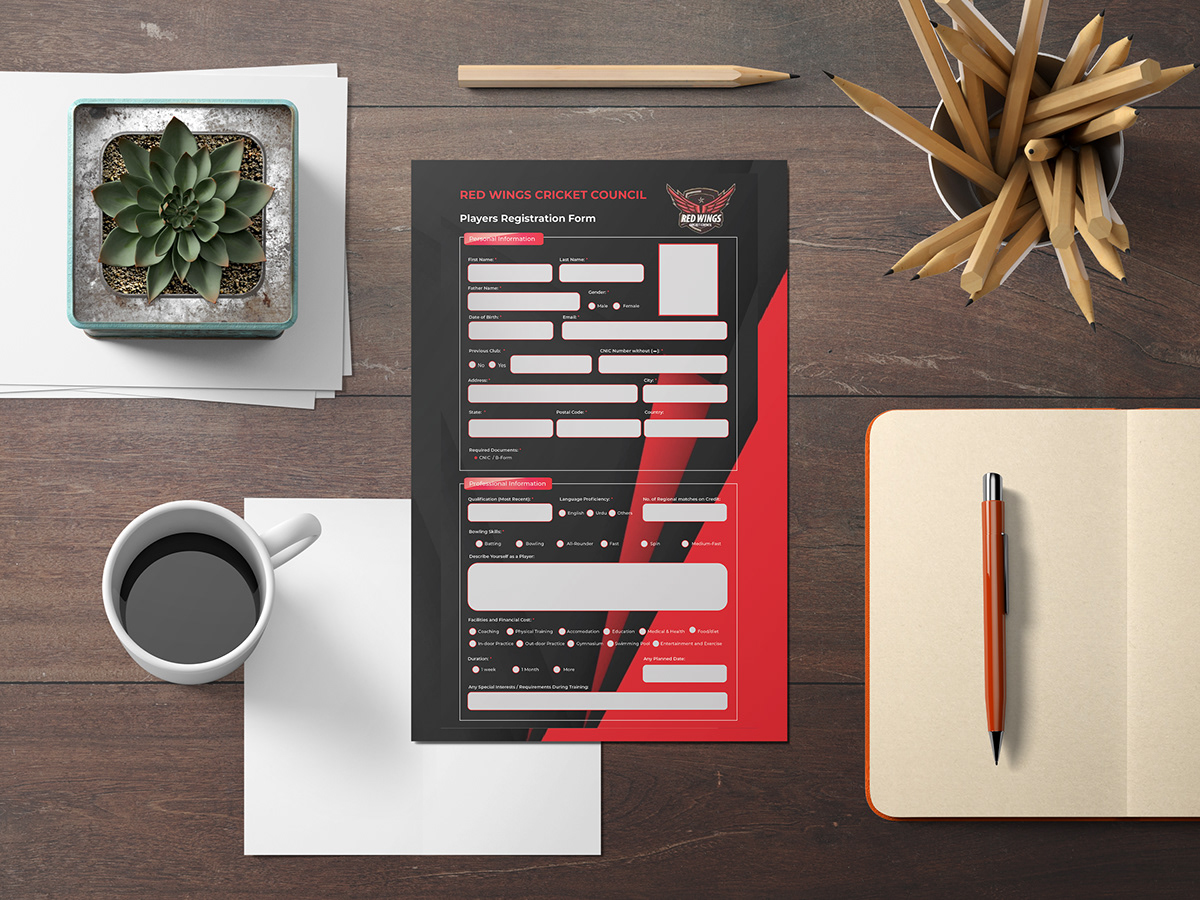 RED WINGS CRICKET COUNCIL
RED WINGS
Players Registration Form
Personal Information
First Name: * Last Name: *
Father Name: * Gender: *
Male Female
Date of Birth: * Email: *
Previous Club: * CNIC Number without (-): *
No Yes
Address: * City: *
State: * Postal Code: * Country:
Required Documents: *
CNIC / B-Form
Professional Information
Qualification (Most Recent): * Language Proficiency: * No. of Regional matches on Credit:
English Urdu Others
Bowling Skills: *
Batting Bowling All-Rounder Fast Spin Medium-Fast
Describe Yourself as a Player:
Facilities and Financial Cost: *
Coaching Physical Training Accomodation Education Medical & Health Food/diet
In-door Practice Out-door Practice Gymnasium Swimming Pool Entertainment and Exercise
Duration: * Any Planned Date:
1 week 1 Month More
Any Special Interests / Requirements During Training: